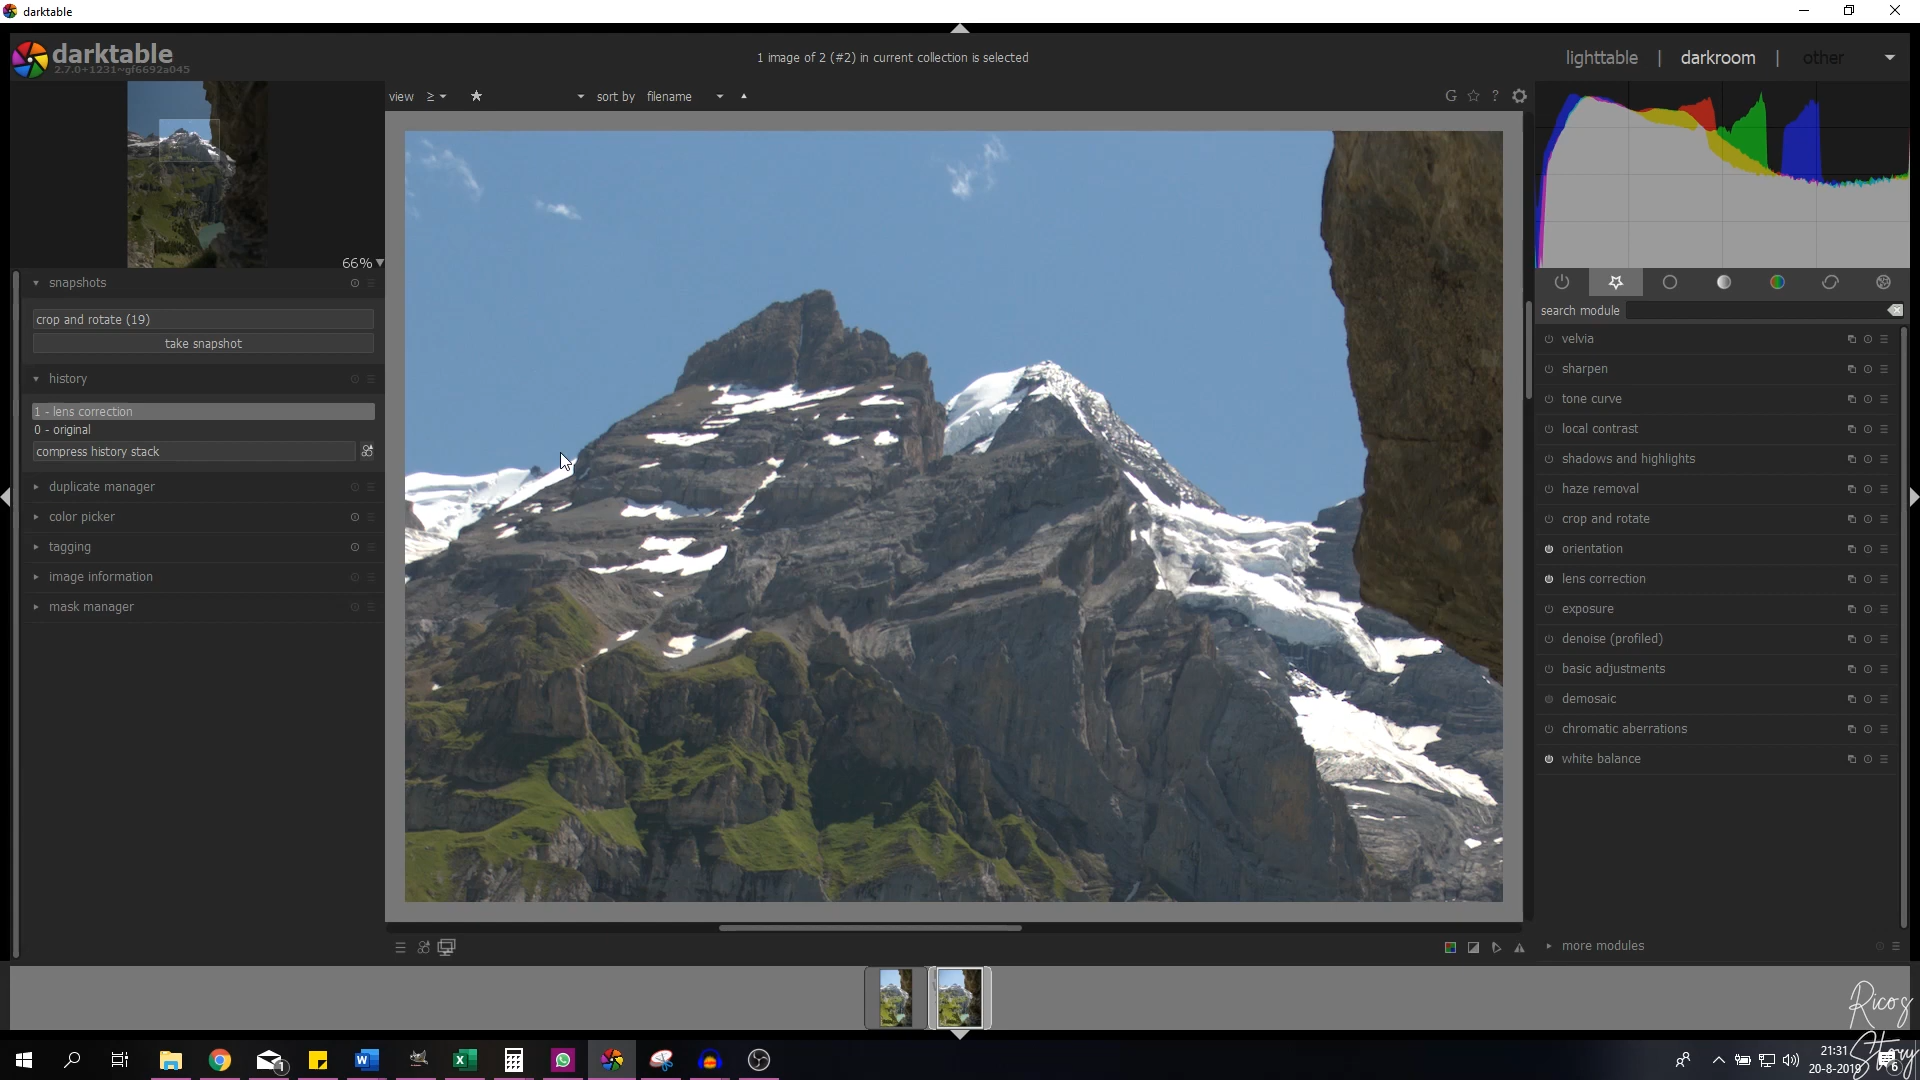 darktable
darktable
2.7.0+1231~gf6692a045
1 image of 2 (#2) in current collection is selected
lighttable | darkroom | other
view ≥ ★ sort by filename
G ☆ ?
66%
snapshots
crop and rotate (19)
take snapshot
history
1 - lens correction
0 - original
compress history stack
duplicate manager
color picker
tagging
image information
mask manager
search module
velvia
sharpen
tone curve
local contrast
shadows and highlights
haze removal
crop and rotate
orientation
lens correction
exposure
denoise (profiled)
basic adjustments
demosaic
chromatic aberrations
white balance
more modules
Rico's
Story
1
21:31
20-8-2019
6